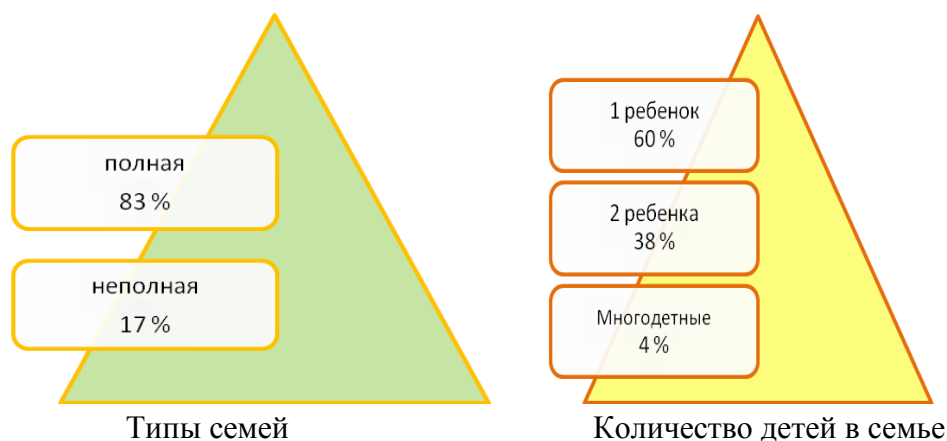 полная
83 %
неполная
17 %
Типы семей
1 ребенок
60 %
2 ребенка
38 %
Многодетные
4 %
Количество детей в семье